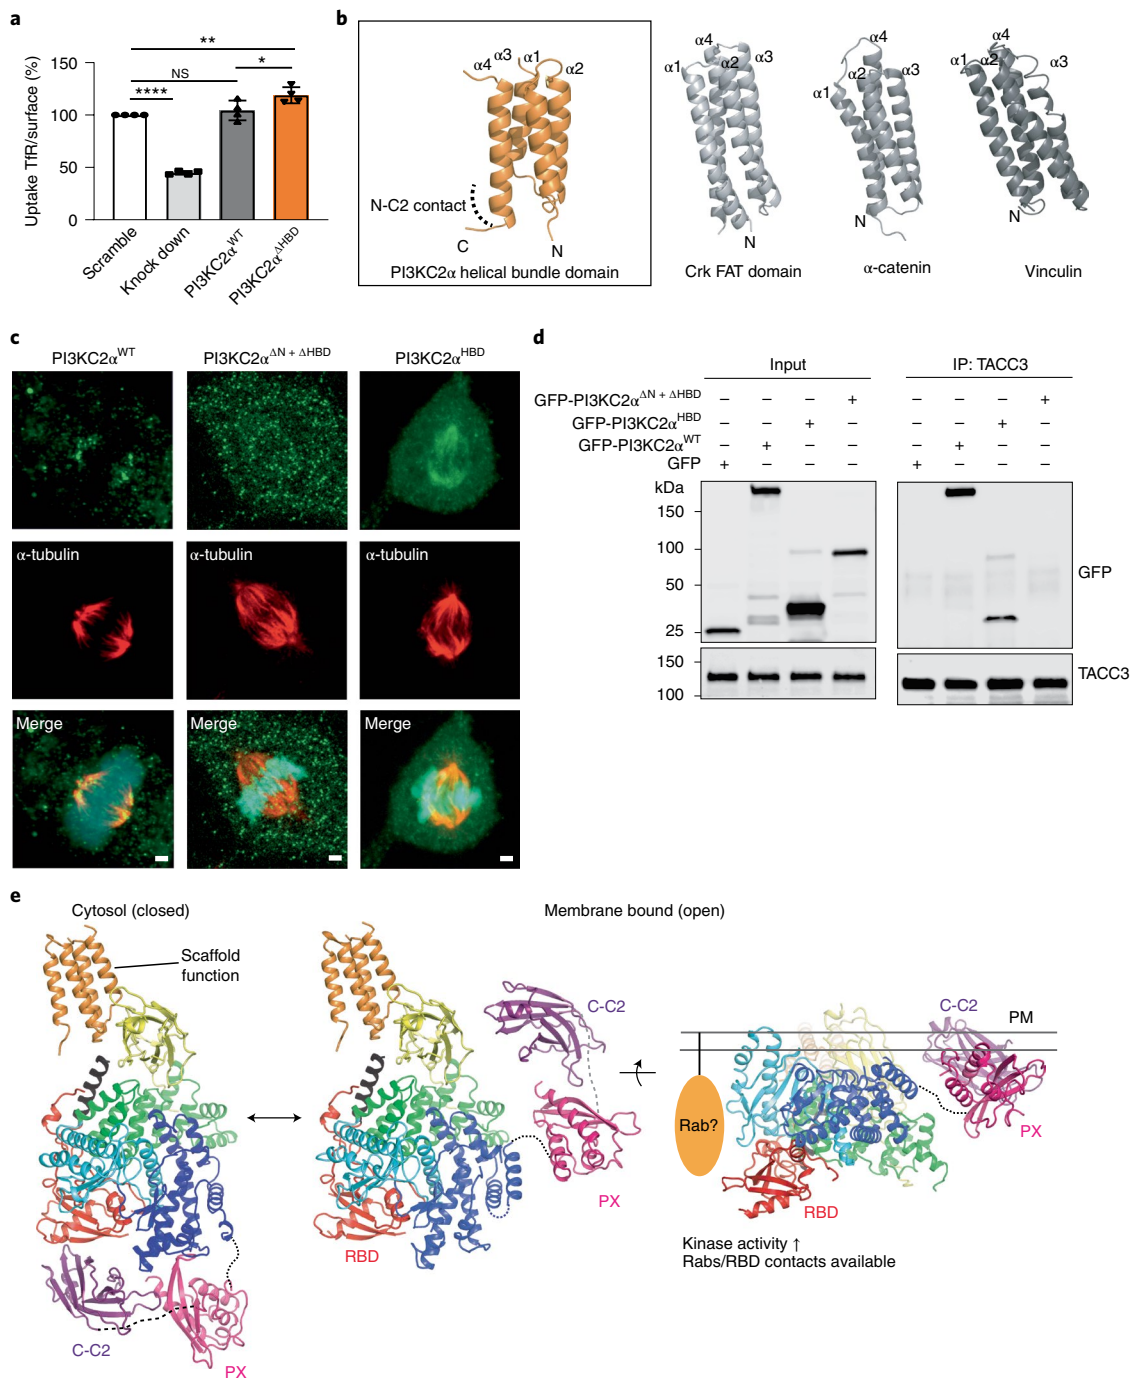 a
Uptake TfR/surface (%)
150
100
50
0
**
NS
*
****
Scramble
Knock down
PI3KC2α^WT
PI3KC2α^ΔHBD
b
α3
α4
α1
α2
N-C2 contact
C
N
PI3KC2α helical bundle domain
α4
α3
α1
α2
N
Crk FAT domain
α4
α2
α3
α1
N
α-catenin
α4
α1
α2
α3
N
Vinculin
c
PI3KC2α^WT
PI3KC2α^ΔN + ΔHBD
PI3KC2α^HBD
α-tubulin
α-tubulin
α-tubulin
Merge
Merge
Merge
d
Input
IP: TACC3
GFP-PI3KC2α^ΔN + ΔHBD – – – + – – – +
GFP-PI3KC2α^HBD – – + – – – + –
GFP-PI3KC2α^WT – + – – – + – –
GFP + – – – + – – –
kDa
150
100
50
25
GFP
150
100
TACC3
e
Cytosol (closed)
Membrane bound (open)
Scaffold
function
C-C2
PX
RBD
C-C2
PX
C-C2
PM
Rab?
PX
RBD
Kinase activity ↑
Rabs/RBD contacts available